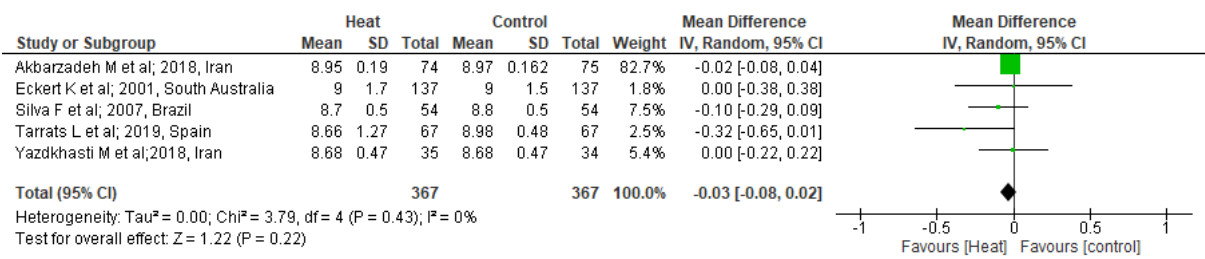 Heat Control Mean Difference Mean Difference
Study or Subgroup Mean SD Total Mean SD Total Weight IV, Random, 95% CI IV, Random, 95% CI
Akbarzadeh M et al; 2018, Iran 8.95 0.19 74 8.97 0.162 75 82.7% -0.02 [-0.08, 0.04]
Eckert K et al; 2001, South Australia 9 1.7 137 9 1.5 137 1.8% 0.00 [-0.38, 0.38]
Silva F et al; 2007, Brazil 8.7 0.5 54 8.8 0.5 54 7.5% -0.10 [-0.29, 0.09]
Tarrats L et al; 2019, Spain 8.66 1.27 67 8.98 0.48 67 2.5% -0.32 [-0.65, 0.01]
Yazdkhasti M et al;2018, Iran 8.68 0.47 35 8.68 0.47 34 5.4% 0.00 [-0.22, 0.22]
Total (95% CI) 367 367 100.0% -0.03 [-0.08, 0.02]
Heterogeneity: Tau² = 0.00; Chi² = 3.79, df = 4 (P = 0.43); I² = 0%
Test for overall effect: Z = 1.22 (P = 0.22)
-1 -0.5 0 0.5 1
Favours [Heat] Favours [control]